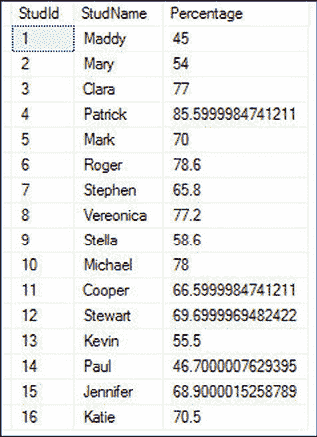 StudId StudName Percentage
1 Maddy 45
2 Mary 54
3 Clara 77
4 Patrick 85.5999984741211
5 Mark 70
6 Roger 78.6
7 Stephen 65.8
8 Vereonica 77.2
9 Stella 58.6
10 Michael 78
11 Cooper 66.5999984741211
12 Stewart 69.6999969482422
13 Kevin 55.5
14 Paul 46.7000007629395
15 Jennifer 68.9000015258789
16 Katie 70.5